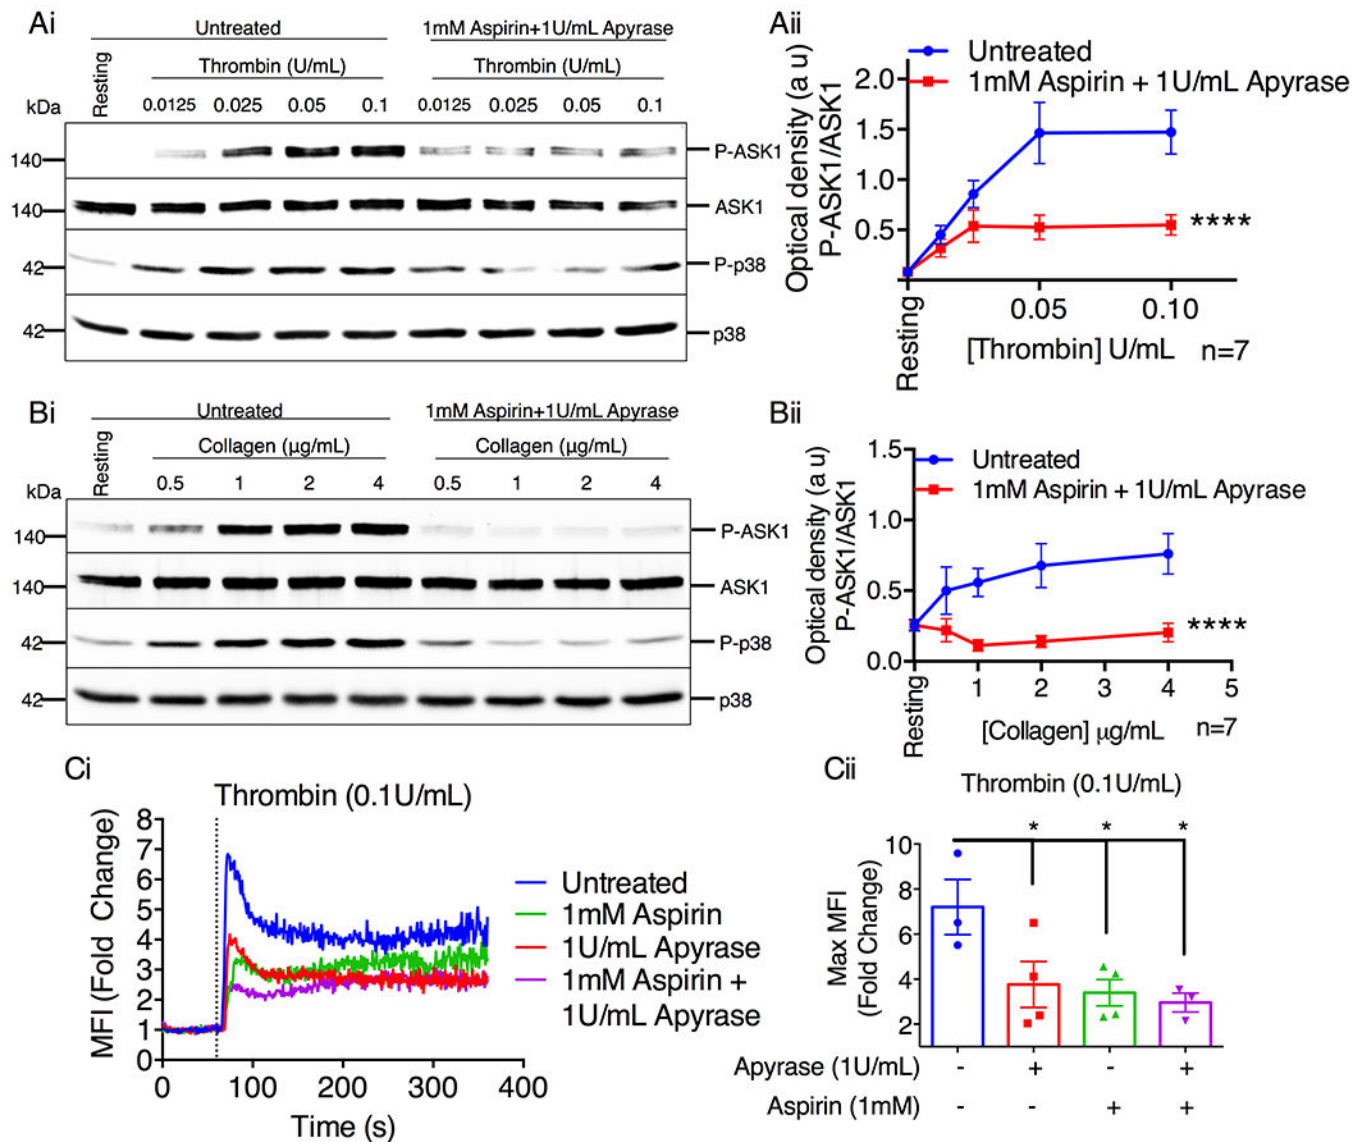 Ai
Untreated 1mM Aspirin+1U/mL Apyrase
Resting Thrombin (U/mL) Thrombin (U/mL)
kDa 0.0125 0.025 0.05 0.1 0.0125 0.025 0.05 0.1
140 P-ASK1
140 ASK1
42 P-p38
42 p38
Aii
Untreated
1mM Aspirin + 1U/mL Apyrase
Optical density (a u)
P-ASK1/ASK1
2.0
1.5
1.0
0.5
****
Resting 0.05 0.10
[Thrombin] U/mL n=7
Bi
Untreated 1mM Aspirin+1U/mL Apyrase
Resting Collagen (µg/mL) Collagen (µg/mL)
kDa 0.5 1 2 4 0.5 1 2 4
140 P-ASK1
140 ASK1
42 P-p38
42 p38
Bii
Untreated
1mM Aspirin + 1U/mL Apyrase
Optical density (a u)
P-ASK1/ASK1
1.5
1.0
0.5
0.0
****
Resting 1 2 3 4 5
[Collagen] µg/mL n=7
Ci
Thrombin (0.1U/mL)
MFI (Fold Change)
8
7
6
5
4
3
2
1
0
0 100 200 300 400
Time (s)
Untreated
1mM Aspirin
1U/mL Apyrase
1mM Aspirin +
1U/mL Apyrase
Cii
Thrombin (0.1U/mL)
* * *
Max MFI
(Fold Change)
10
8
6
4
2
Apyrase (1U/mL) - + - +
Aspirin (1mM) - - + +